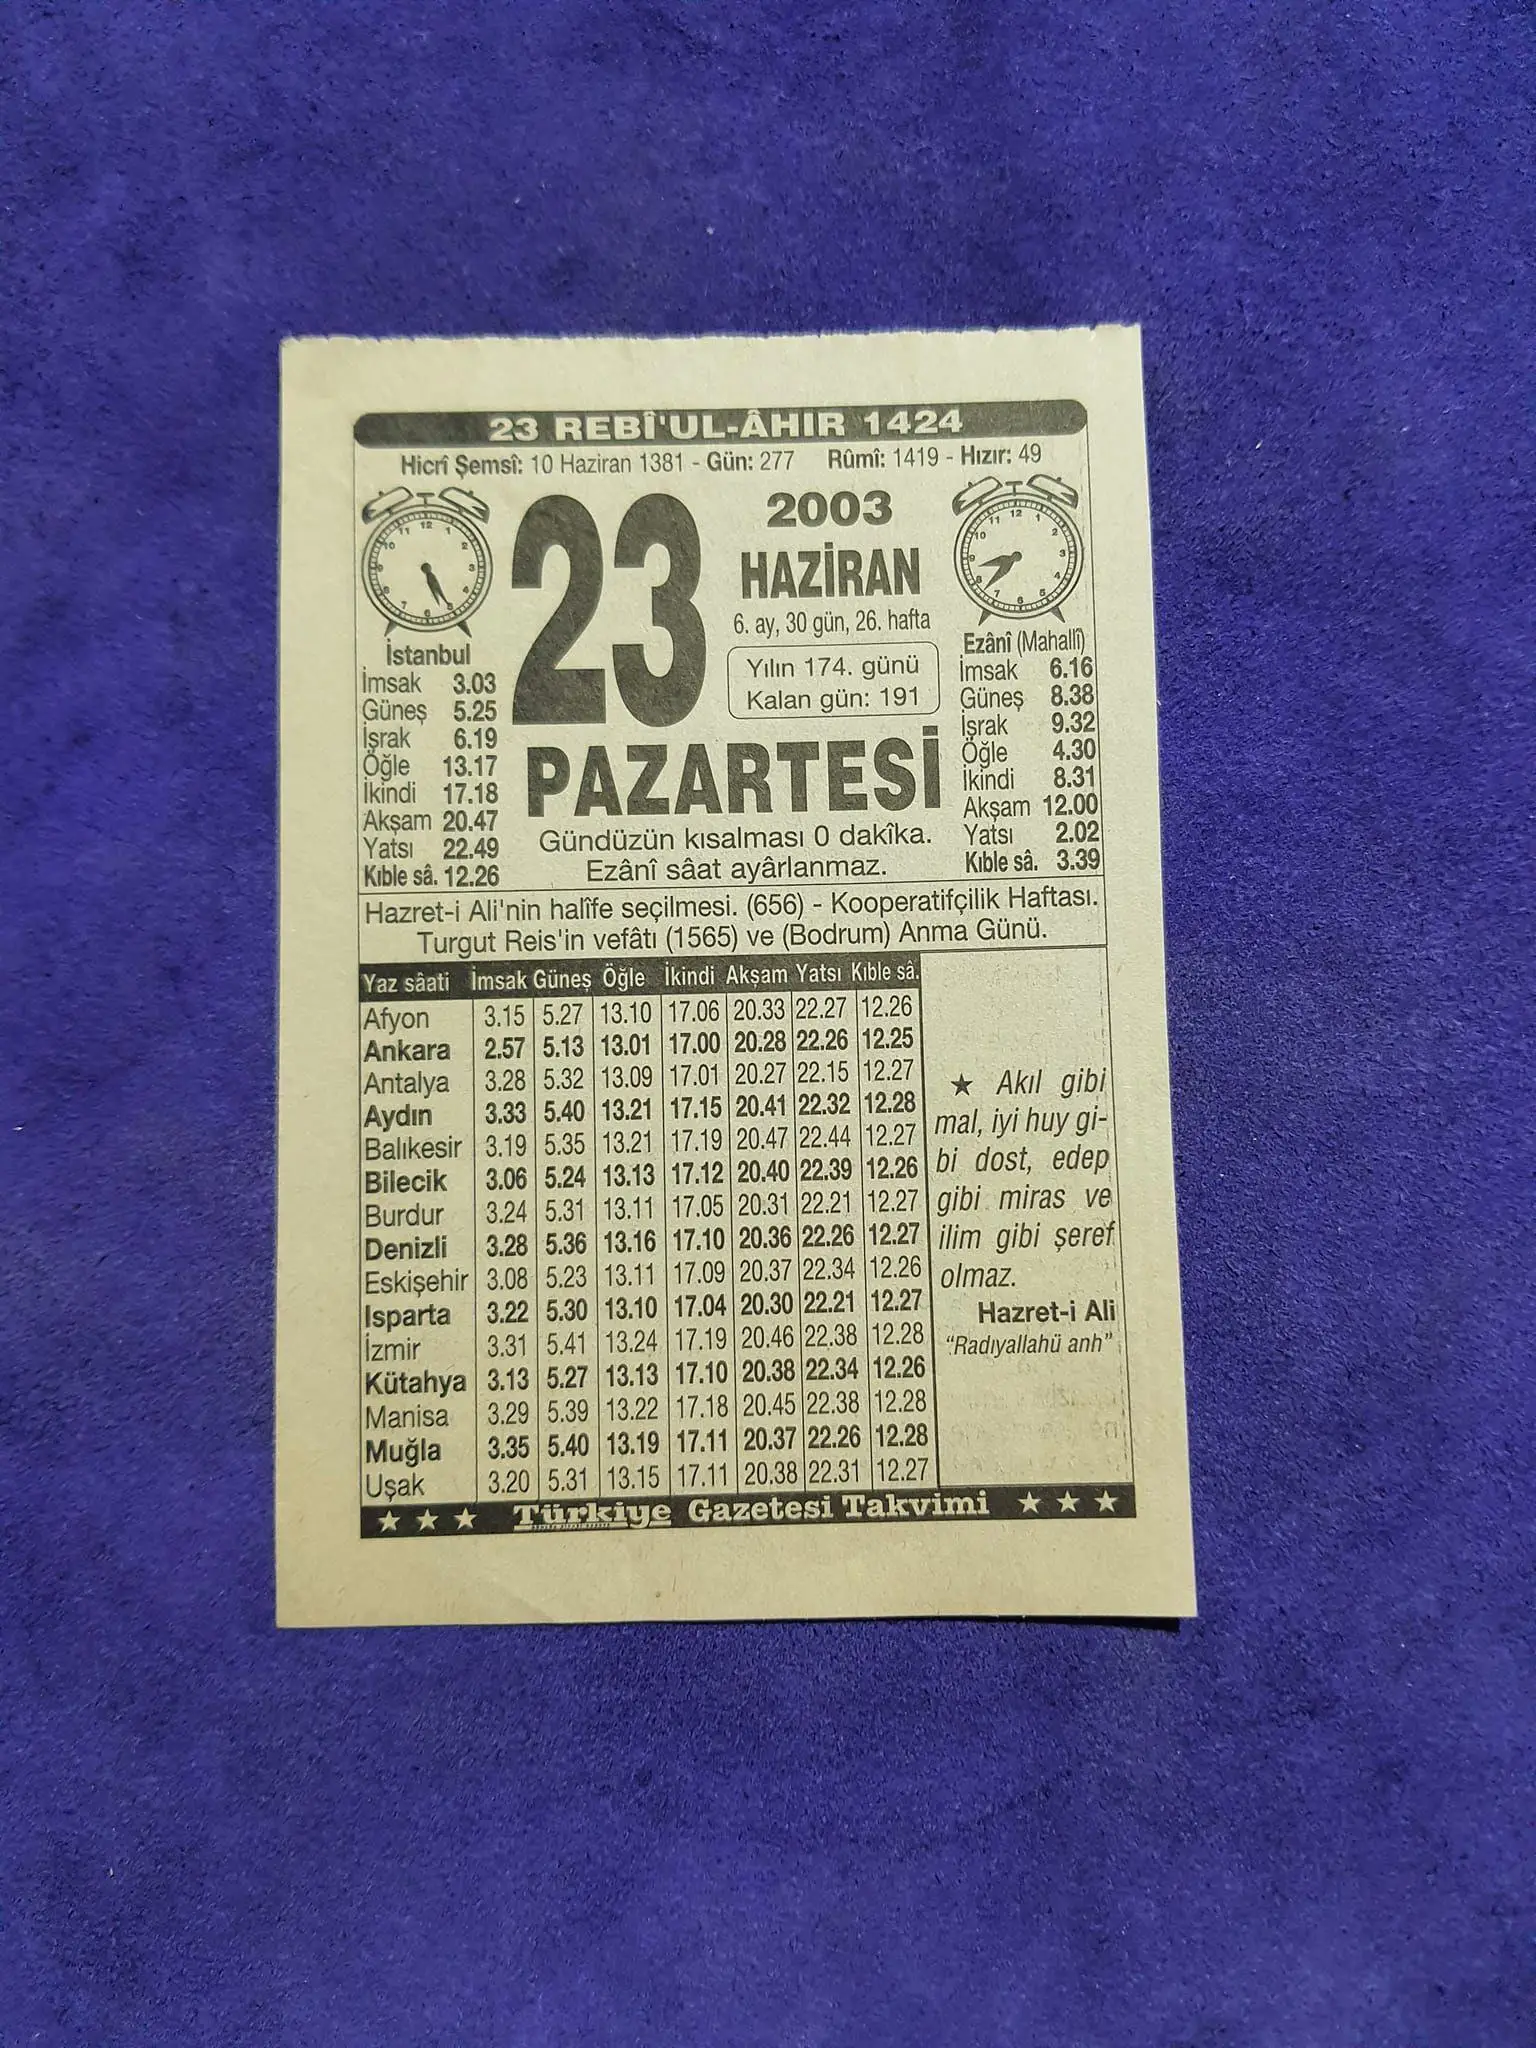 23 REBÎ'UL-ÂHIR 1424
Hicrî Şemsî: 10 Haziran 1381 - Gün: 277 Rûmî: 1419 - Hızır: 49
23
2003
HAZİRAN
6. ay, 30 gün, 26. hafta
Yılın 174. günü
Kalan gün: 191
PAZARTESİ
Gündüzün kısalması 0 dakîka.
Ezânî sâat ayârlanmaz.
İstanbul
İmsak 3.03
Güneş 5.25
İşrak 6.19
Öğle 13.17
İkindi 17.18
Akşam 20.47
Yatsı 22.49
Kıble sâ. 12.26
Ezânî (Mahallî)
İmsak 6.16
Güneş 8.38
İşrak 9.32
Öğle 4.30
İkindi 8.31
Akşam 12.00
Yatsı 2.02
Kıble sâ. 3.39
Hazret-i Ali'nin halîfe seçilmesi. (656) - Kooperatifçilik Haftası.
Turgut Reis'in vefâtı (1565) ve (Bodrum) Anma Günü.
Yaz sâati İmsak Güneş Öğle İkindi Akşam Yatsı Kıble sâ.
Afyon 3.15 5.27 13.10 17.06 20.33 22.27 12.26
Ankara 2.57 5.13 13.01 17.00 20.28 22.26 12.25
Antalya 3.28 5.32 13.09 17.01 20.27 22.15 12.27
Aydın 3.33 5.40 13.21 17.15 20.41 22.32 12.28
Balıkesir 3.19 5.35 13.21 17.19 20.47 22.44 12.27
Bilecik 3.06 5.24 13.13 17.12 20.40 22.39 12.26
Burdur 3.24 5.31 13.11 17.05 20.31 22.21 12.27
Denizli 3.28 5.36 13.16 17.10 20.36 22.26 12.27
Eskişehir 3.08 5.23 13.11 17.09 20.37 22.34 12.26
Isparta 3.22 5.30 13.10 17.04 20.30 22.21 12.27
İzmir 3.31 5.41 13.24 17.19 20.46 22.38 12.28
Kütahya 3.13 5.27 13.13 17.10 20.38 22.34 12.26
Manisa 3.29 5.39 13.22 17.18 20.45 22.38 12.28
Muğla 3.35 5.40 13.19 17.11 20.37 22.26 12.28
Uşak 3.20 5.31 13.15 17.11 20.38 22.31 12.27
★ Akıl gibi
mal, iyi huy gi-
bi dost, edep
gibi miras ve
ilim gibi şeref
olmaz.
Hazret-i Ali
“Radıyallahü anh”
★ ★ ★ Türkiye Gazetesi Takvimi ★ ★ ★